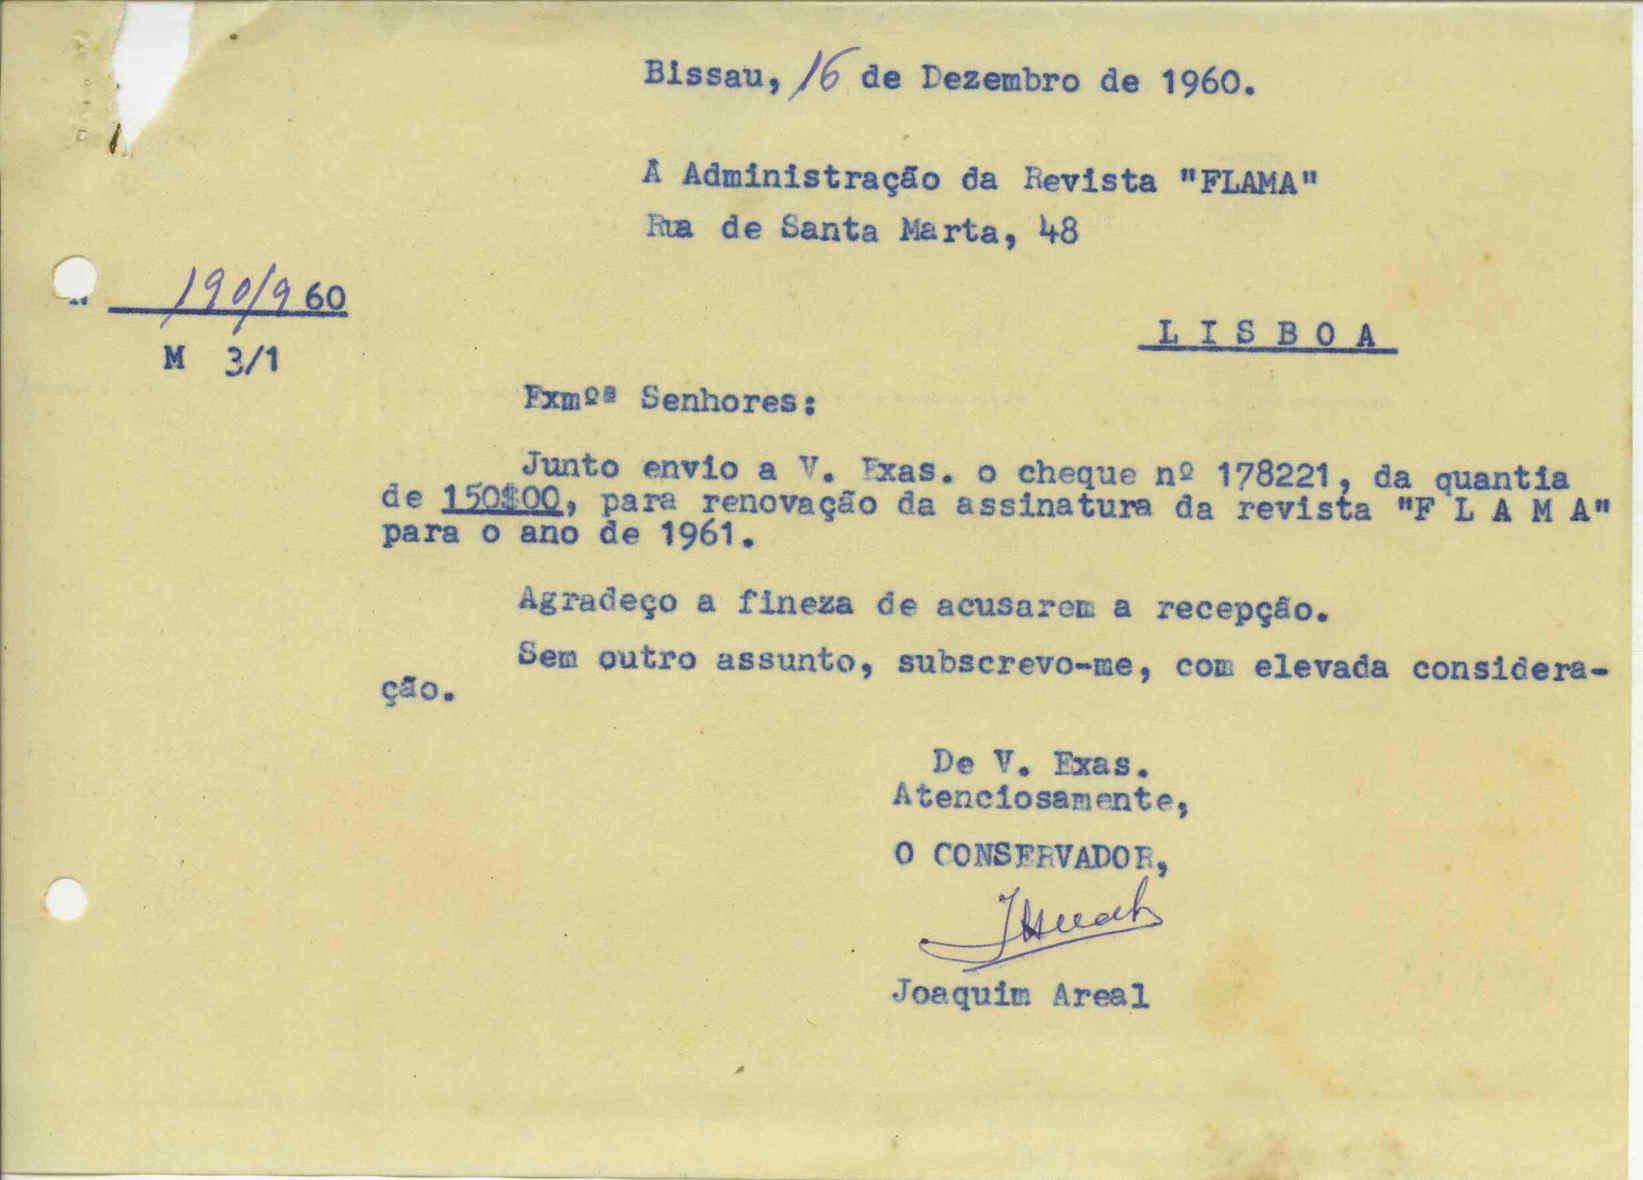 Bissau, 16 de Dezembro de 1960.
A Administração da Revista "FLAMA"
Rua de Santa Marta, 48
190/960
L I S B O A
M 3/1
Exmºª Senhores:
Junto envio a V. Exas. o cheque nº 178221, da quantia
de 150$00, para renovação da assinatura da revista "F L A M A"
para o ano de 1961.
Agradeço a fineza de acusarem a recepção.
Sem outro assunto, subscrevo-me, com elevada considera-
ção.
De V. Exas.
Atenciosamente,
O CONSERVADOR,
Joaquim Areal